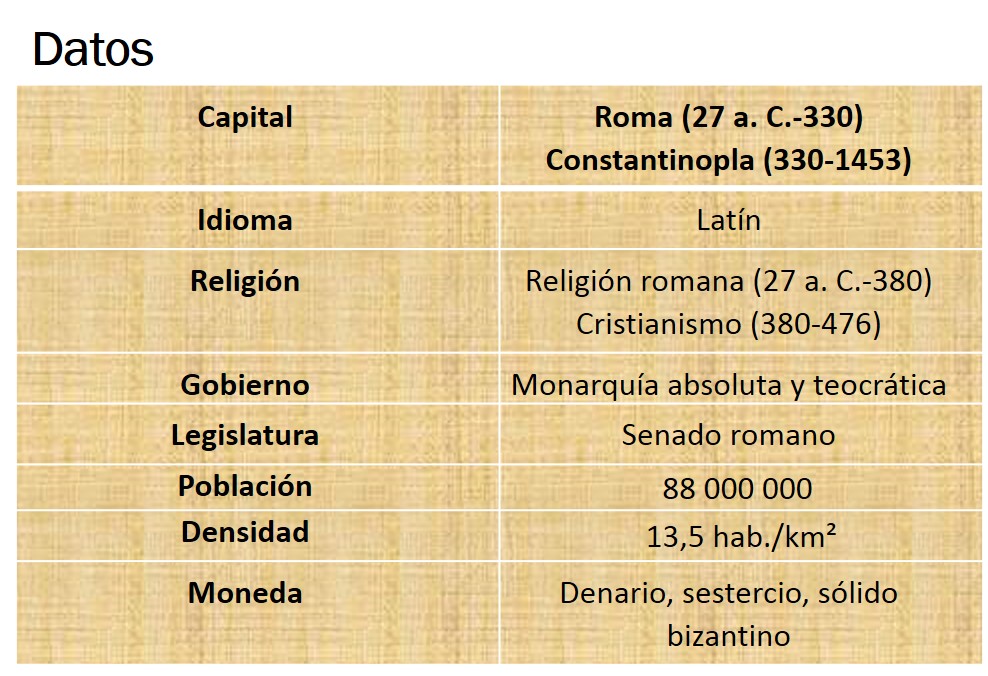 Datos
Capital
Roma (27 a. C.-330)
Constantinopla (330-1453)
Idioma
Latín
Religión
Religión romana (27 a. C.-380)
Cristianismo (380-476)
Gobierno
Monarquía absoluta y teocrática
Legislatura
Senado romano
Población
88 000 000
Densidad
13,5 hab./km²
Moneda
Denario, sestercio, sólido
bizantino